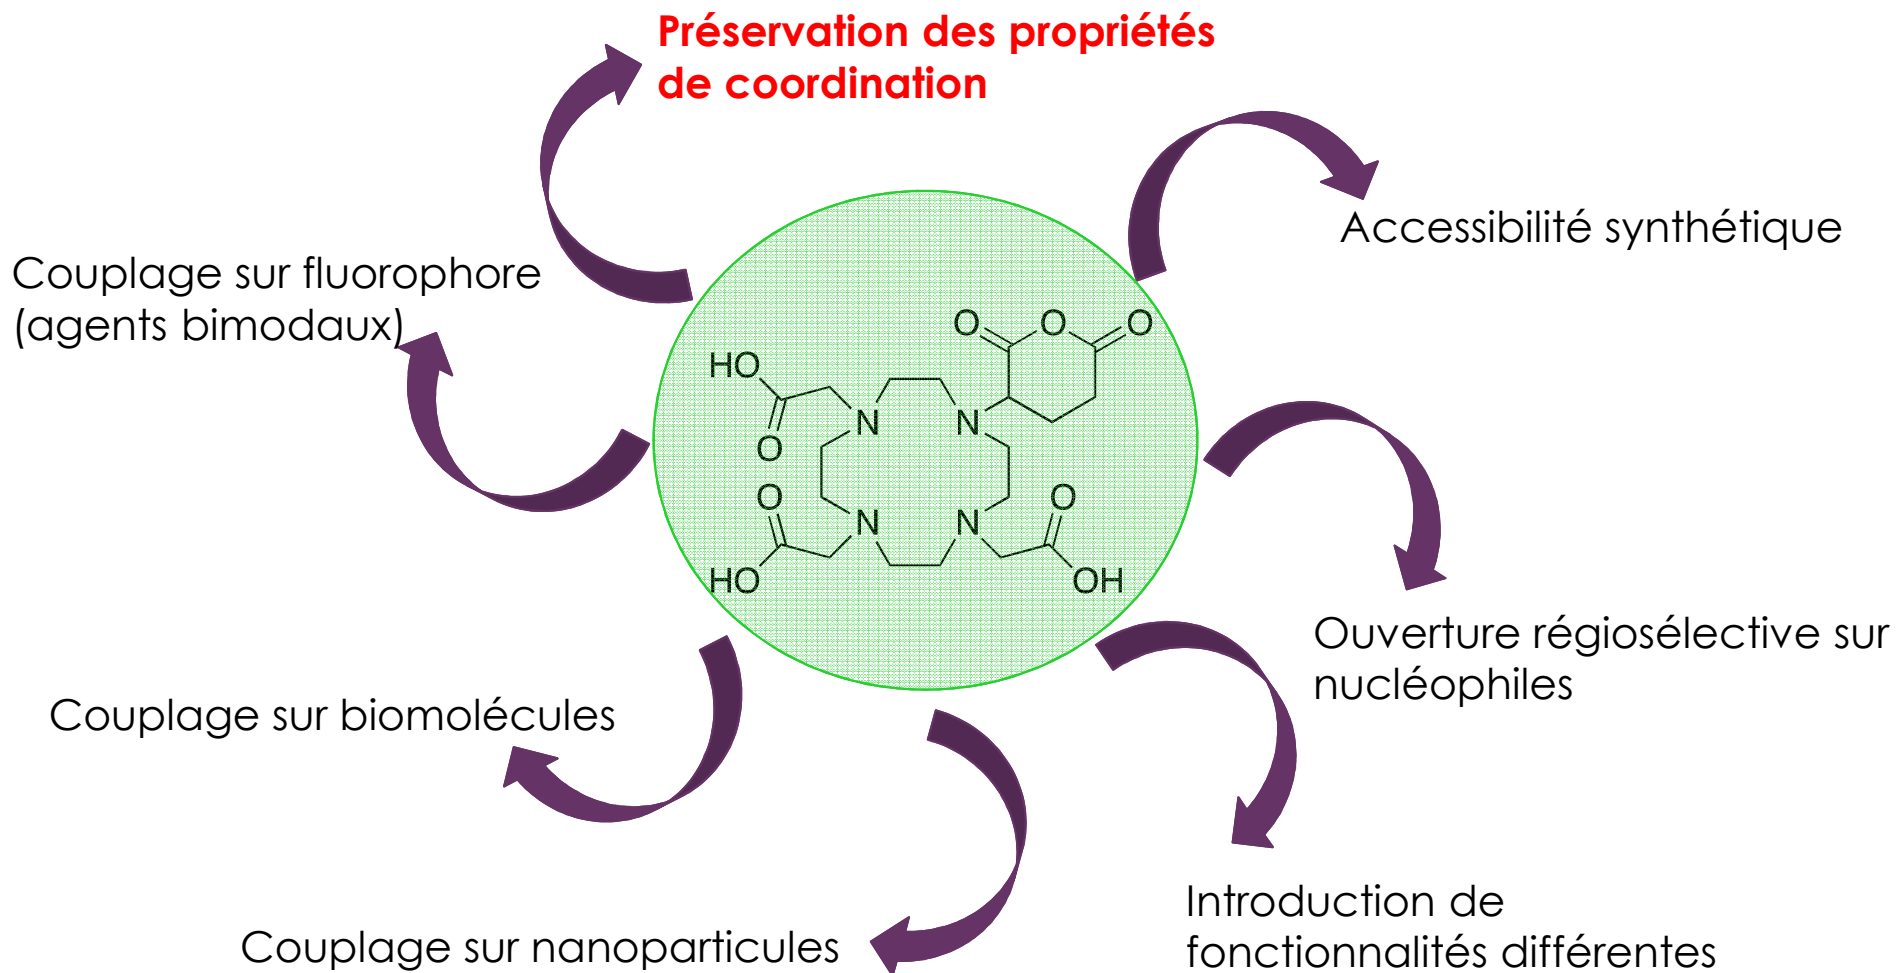 Préservation des propriétés
de coordination
Accessibilité synthétique
Couplage sur fluorophore
(agents bimodaux)
O
O
O
HO
O
N
N
O
N
N
O
HO
OH
Ouverture régiosélective sur
nucléophiles
Couplage sur biomolécules
Introduction de
fonctionnalités différentes
Couplage sur nanoparticules